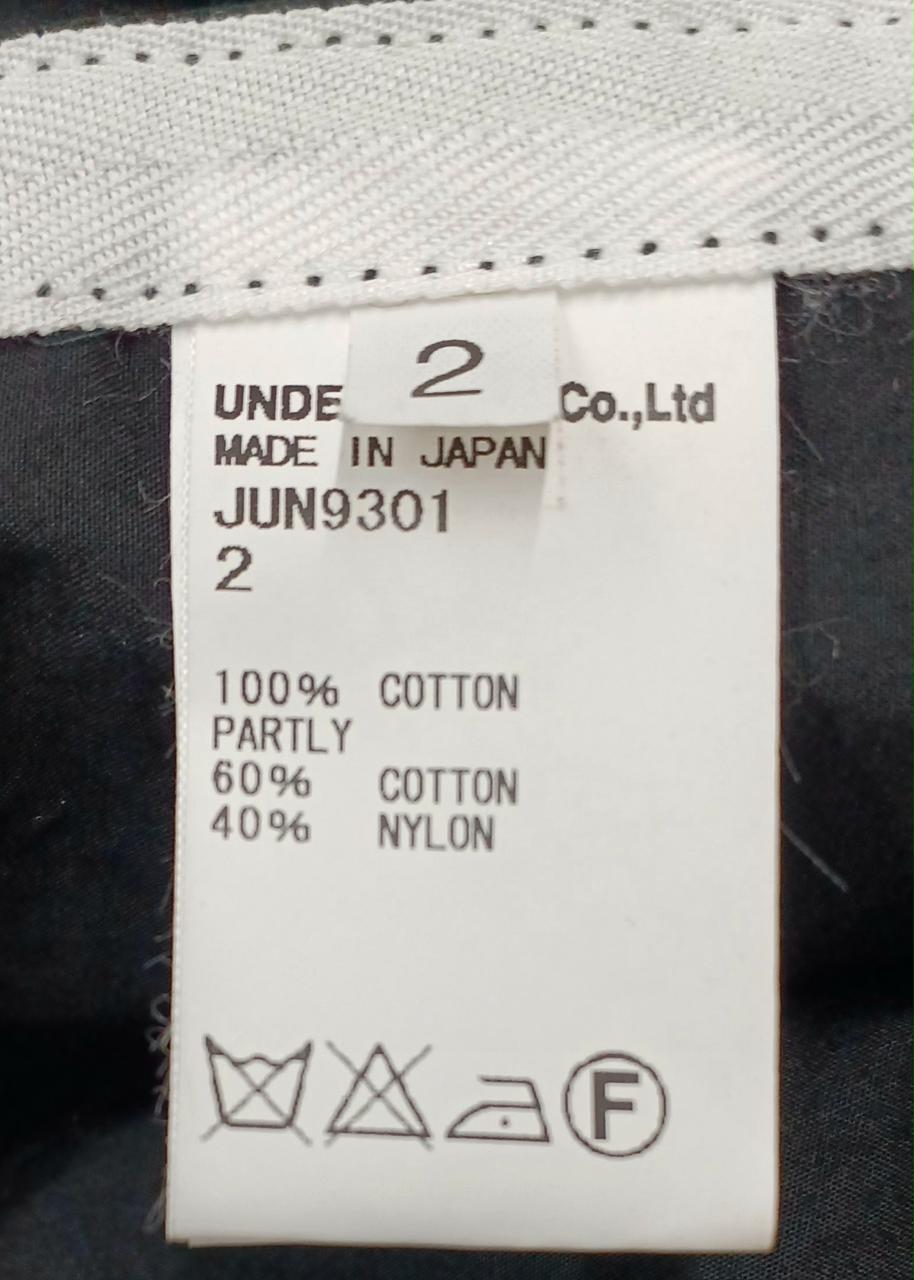 2
UNDE Co.,Ltd
MADE IN JAPAN
JUN9301
2
100% COTTON
PARTLY
60% COTTON
40% NYLON
F